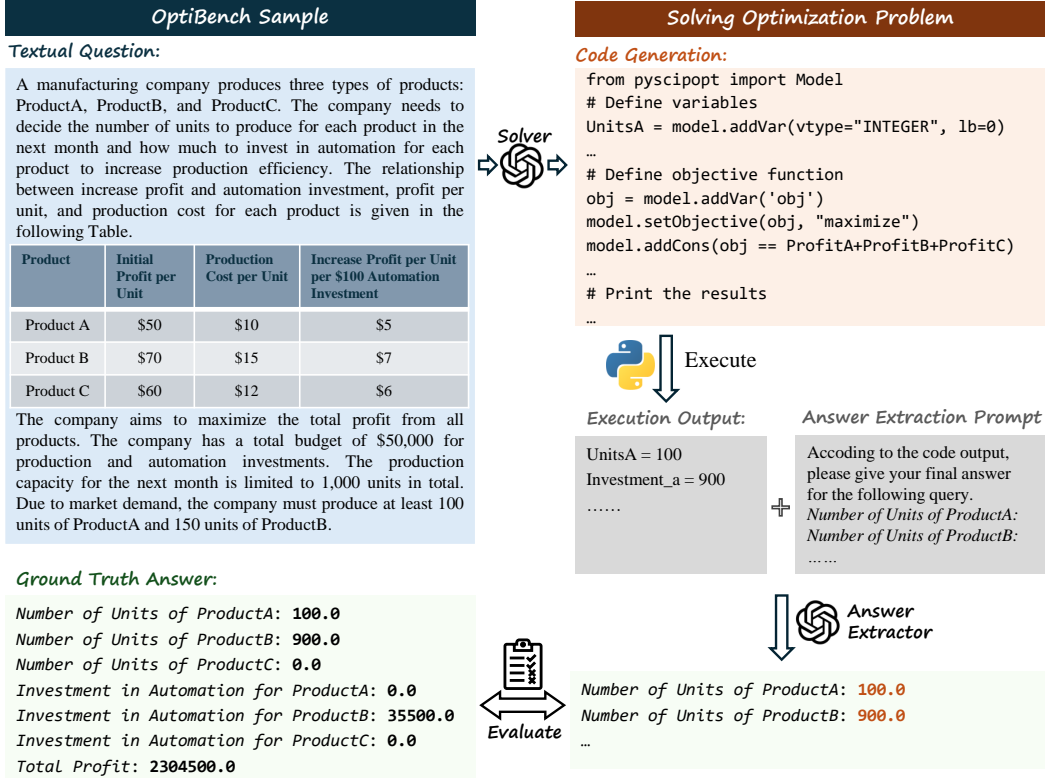 OptiBench Sample
Textual Question:
A manufacturing company produces three types of products:
ProductA, ProductB, and ProductC. The company needs to
decide the number of units to produce for each product in the
next month and how much to invest in automation for each
product to increase production efficiency. The relationship
between increase profit and automation investment, profit per
unit, and production cost for each product is given in the
following Table.
Product
Initial
Profit per
Unit
Production
Cost per Unit
Increase Profit per Unit
per $100 Automation
Investment
Product A $50 $10 $5
Product B $70 $15 $7
Product C $60 $12 $6
The company aims to maximize the total profit from all
products. The company has a total budget of $50,000 for
production and automation investments. The production
capacity for the next month is limited to 1,000 units in total.
Due to market demand, the company must produce at least 100
units of ProductA and 150 units of ProductB.
Ground Truth Answer:
Number of Units of ProductA: 100.0
Number of Units of ProductB: 900.0
Number of Units of ProductC: 0.0
Investment in Automation for ProductA: 0.0
Investment in Automation for ProductB: 35500.0
Investment in Automation for ProductC: 0.0
Total Profit: 2304500.0
Solver
Solving Optimization Problem
Code Generation:
from pyscipopt import Model
# Define variables
UnitsA = model.addVar(vtype="INTEGER", lb=0)
…
# Define objective function
obj = model.addVar('obj')
model.setObjective(obj, "maximize")
model.addCons(obj == ProfitA+ProfitB+ProfitC)
…
# Print the results
…
Execute
Execution Output:
UnitsA = 100
Investment_a = 900
……
Answer Extraction Prompt
Accoding to the code output,
please give your final answer
for the following query.
Number of Units of ProductA:
Number of Units of ProductB:
……
Answer
Extractor
Evaluate
Number of Units of ProductA: 100.0
Number of Units of ProductB: 900.0
…